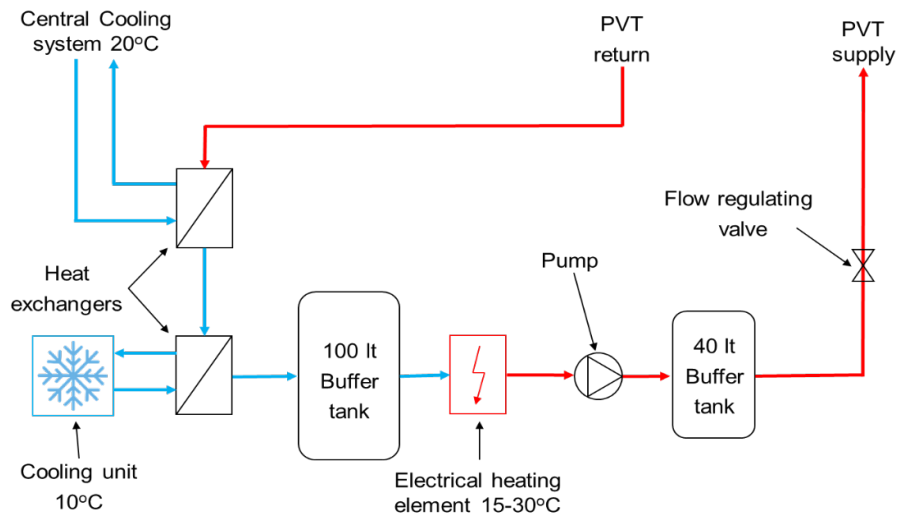 Central Cooling
system 20°C
PVT
return
PVT
supply
Flow regulating
valve
Heat
exchangers
Pump
100 lt
Buffer
tank
40 lt
Buffer
tank
Cooling unit
10°C
Electrical heating
element 15-30°C